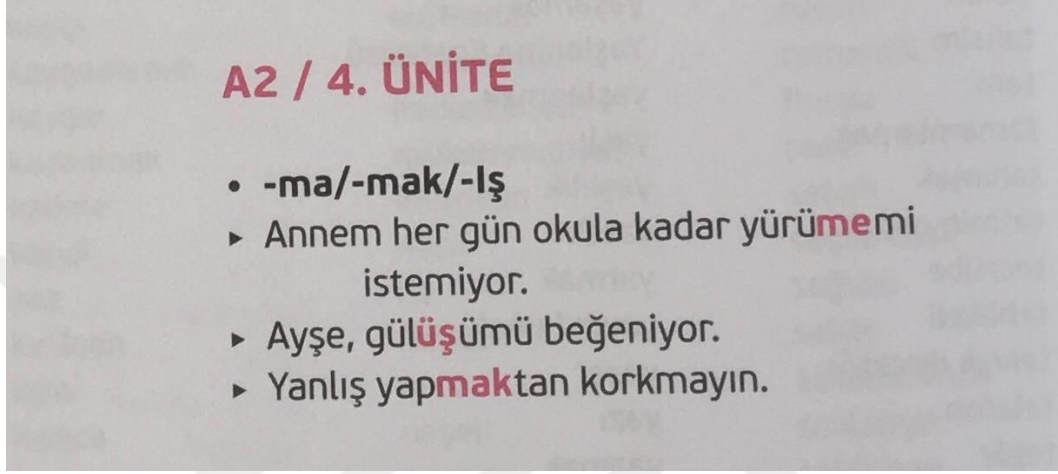 A2 / 4. ÜNİTE
• -ma/-mak/-Iş
▸ Annem her gün okula kadar yürümemi
istemiyor.
▸ Ayşe, gülüşümü beğeniyor.
▸ Yanlış yapmaktan korkmayın.